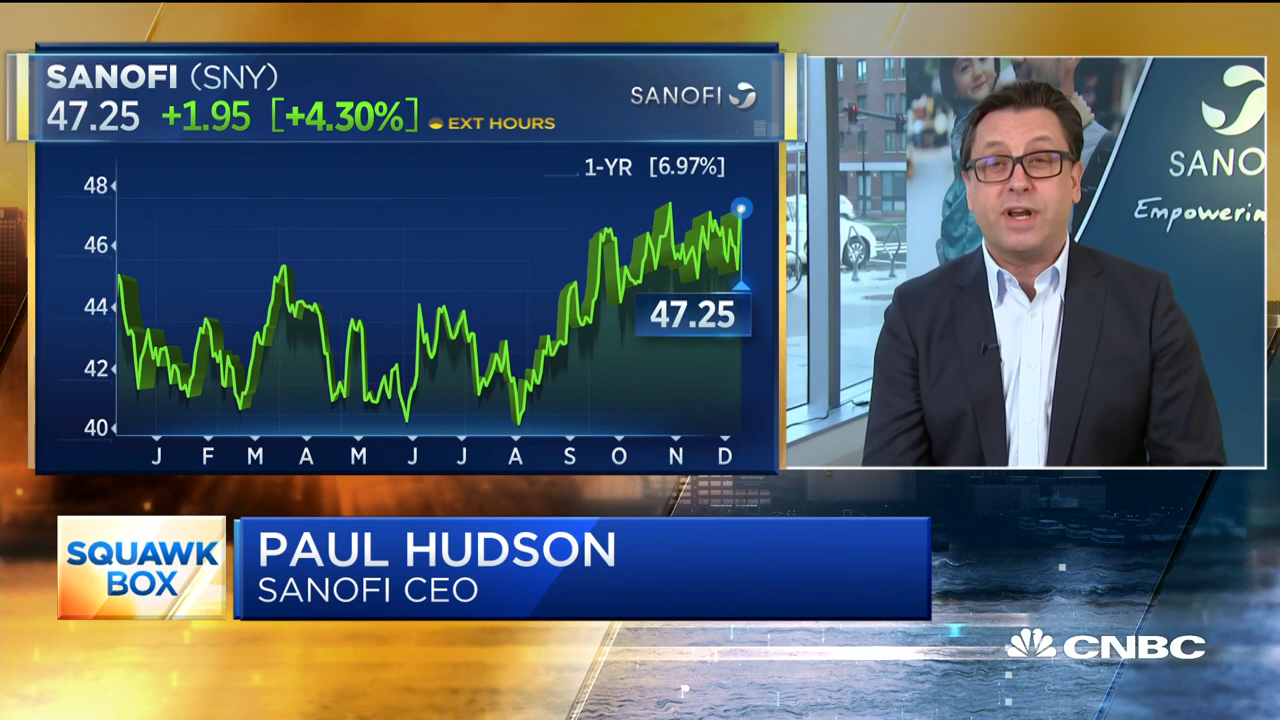 SANOFI (SNY)
47.25 +1.95 [+4.30%] EXT HOURS
SANOFI
1-YR [6.97%]
48
46
44
42
40
47.25
J F M A M J J A S O N D
SANO
Empowerin
SQUAWK
BOX
PAUL HUDSON
SANOFI CEO
CNBC